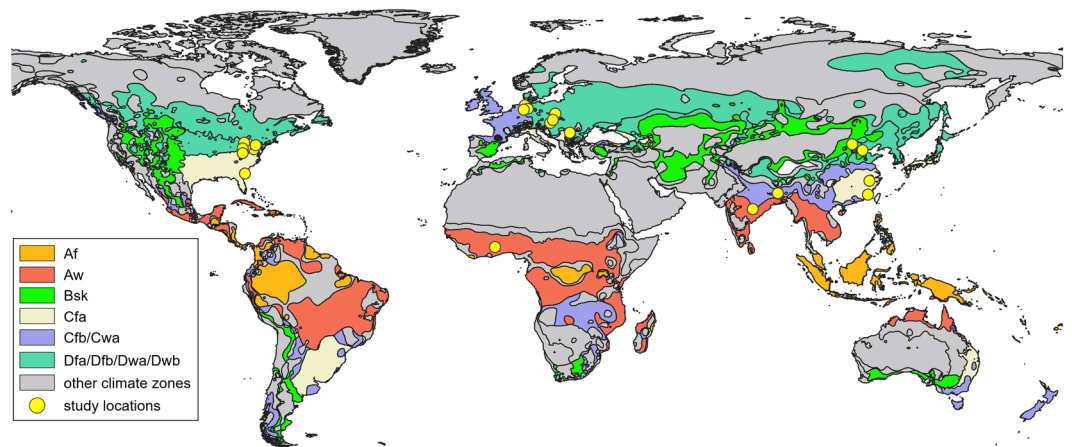 Af
Aw
Bsk
Cfa
Cfb/Cwa
Dfa/Dfb/Dwa/Dwb
other climate zones
study locations